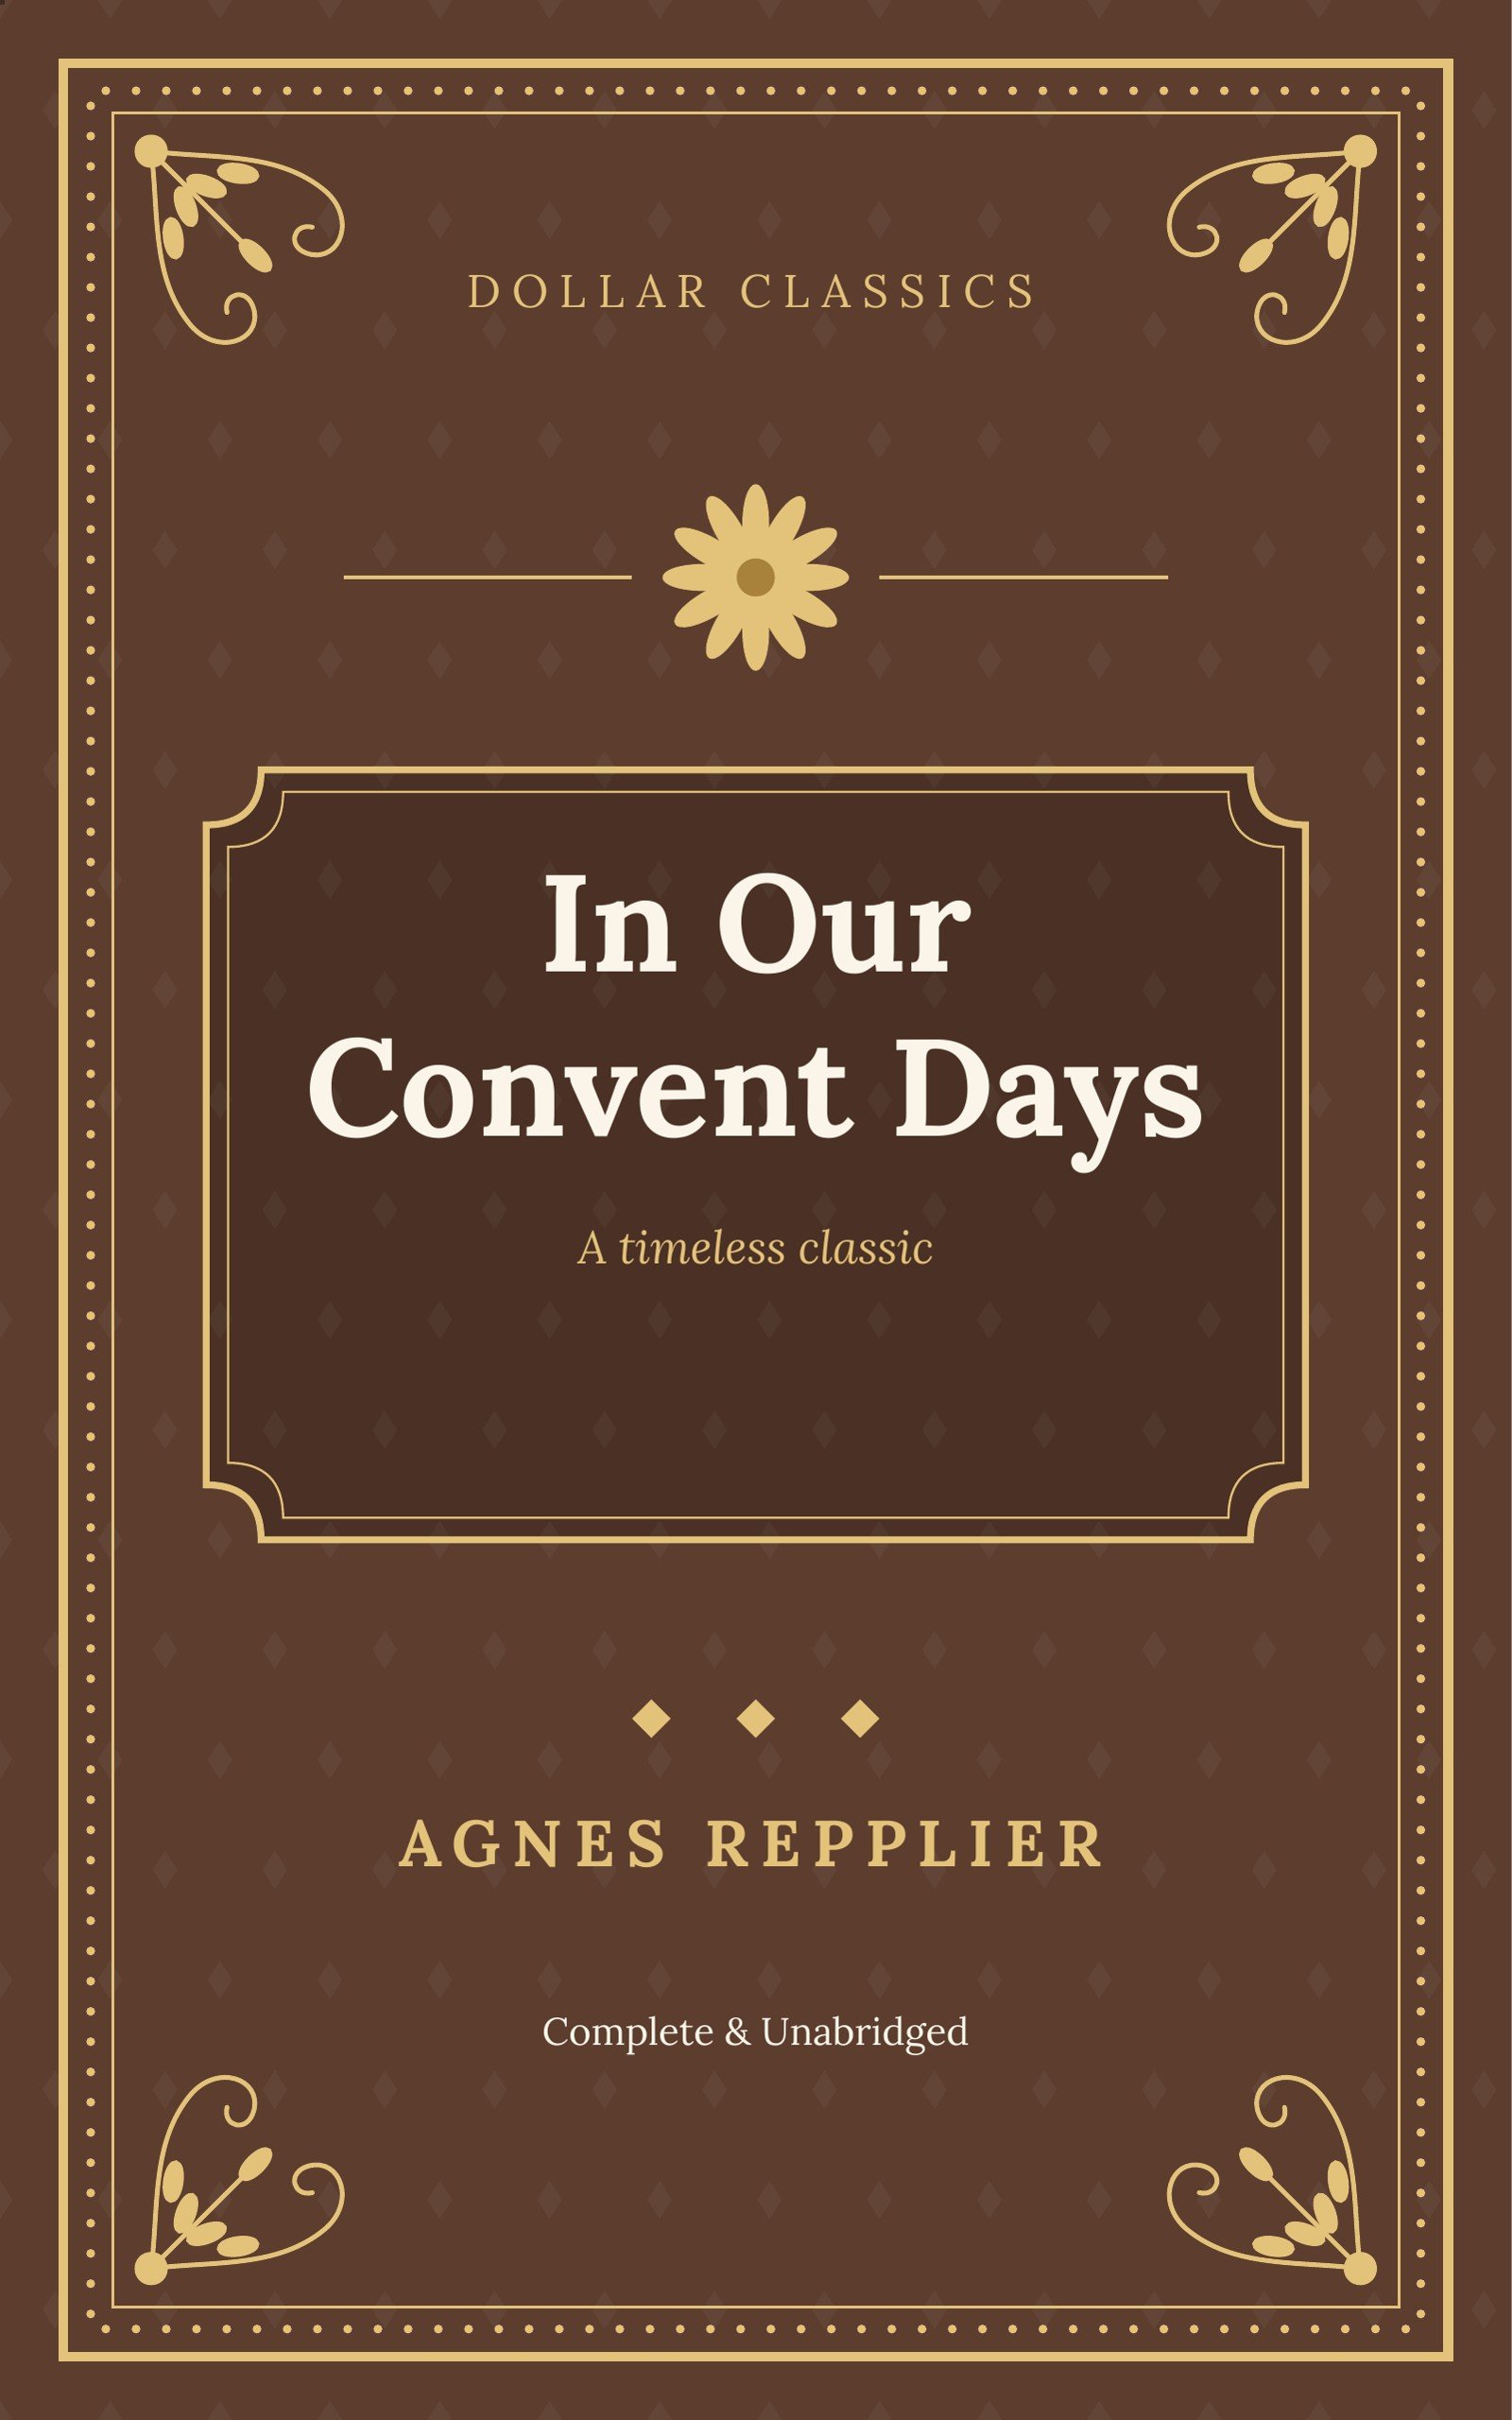 DOLLAR CLASSICS
In Our
Convent Days
A timeless classic
AGNES REPPLIER
Complete & Unabridged